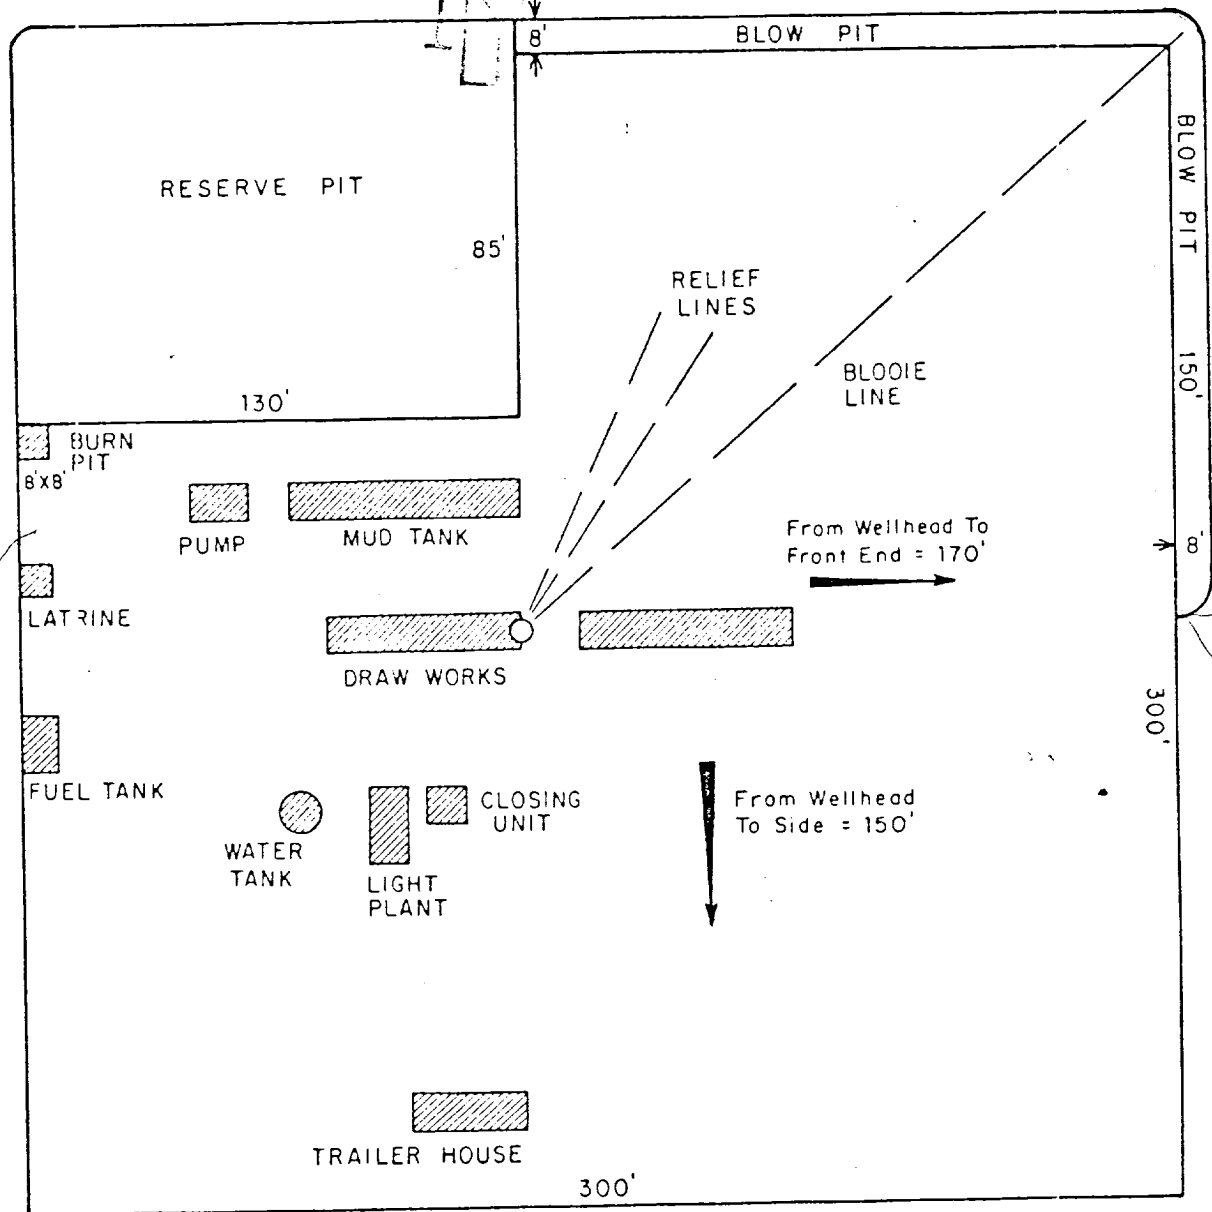 8'
BLOW PIT
BLOW PIT
RESERVE PIT
85'
RELIEF
LINES
BLOOIE
LINE
150'
130'
BURN
PIT
8'X8'
PUMP
MUD TANK
From Wellhead To
Front End = 170'
8'
LATRINE
DRAW WORKS
300'
FUEL TANK
CLOSING
UNIT
From Wellhead
To Side = 150'
WATER
TANK
LIGHT
PLANT
TRAILER HOUSE
300'